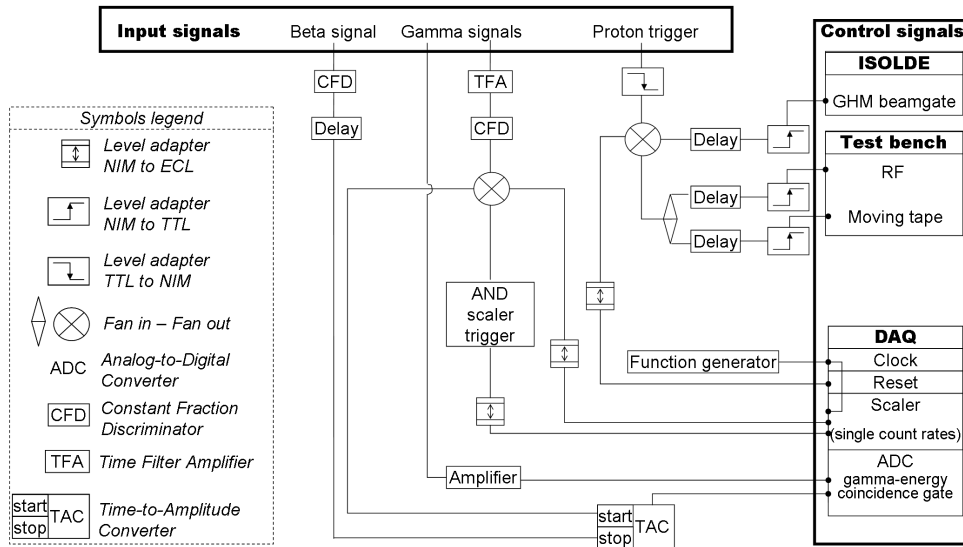 Input signals
Beta signal
Gamma signals
Proton trigger
Control signals
ISOLDE
GHM beamgate
Test bench
RF
Moving tape
DAQ
Clock
Reset
Scaler
(single count rates)
ADC
gamma-energy
coincidence gate
CFD
Delay
TFA
CFD
Delay
Delay
Delay
AND
scaler
trigger
Function generator
Amplifier
start
stop
TAC
Symbols legend
Level adapter
NIM to ECL
Level adapter
NIM to TTL
Level adapter
TTL to NIM
Fan in – Fan out
ADC
Analog-to-Digital
Converter
CFD
Constant Fraction
Discriminator
TFA
Time Filter Amplifier
start
stop
TAC
Time-to-Amplitude
Converter